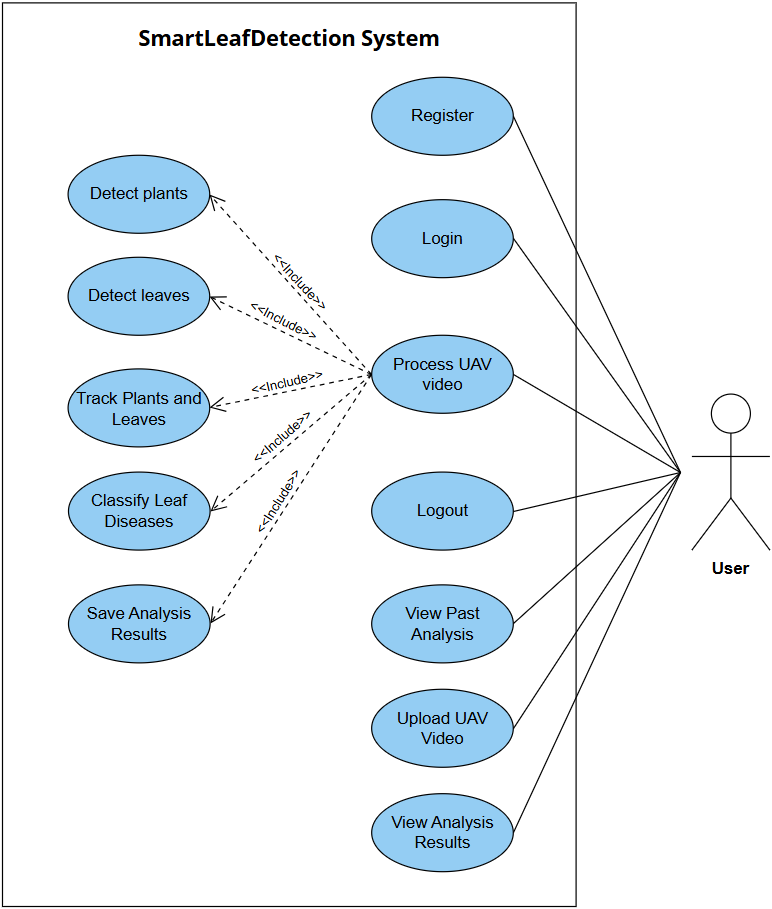 SmartLeafDetection System
Register
Detect plants
Login
<<Include>>
Detect leaves
<<Include>>
Process UAV
video
<<Include>>
Track Plants and
Leaves
<<Include>>
Classify Leaf
Diseases
<<Include>>
Logout
User
Save Analysis
Results
View Past
Analysis
Upload UAV
Video
View Analysis
Results